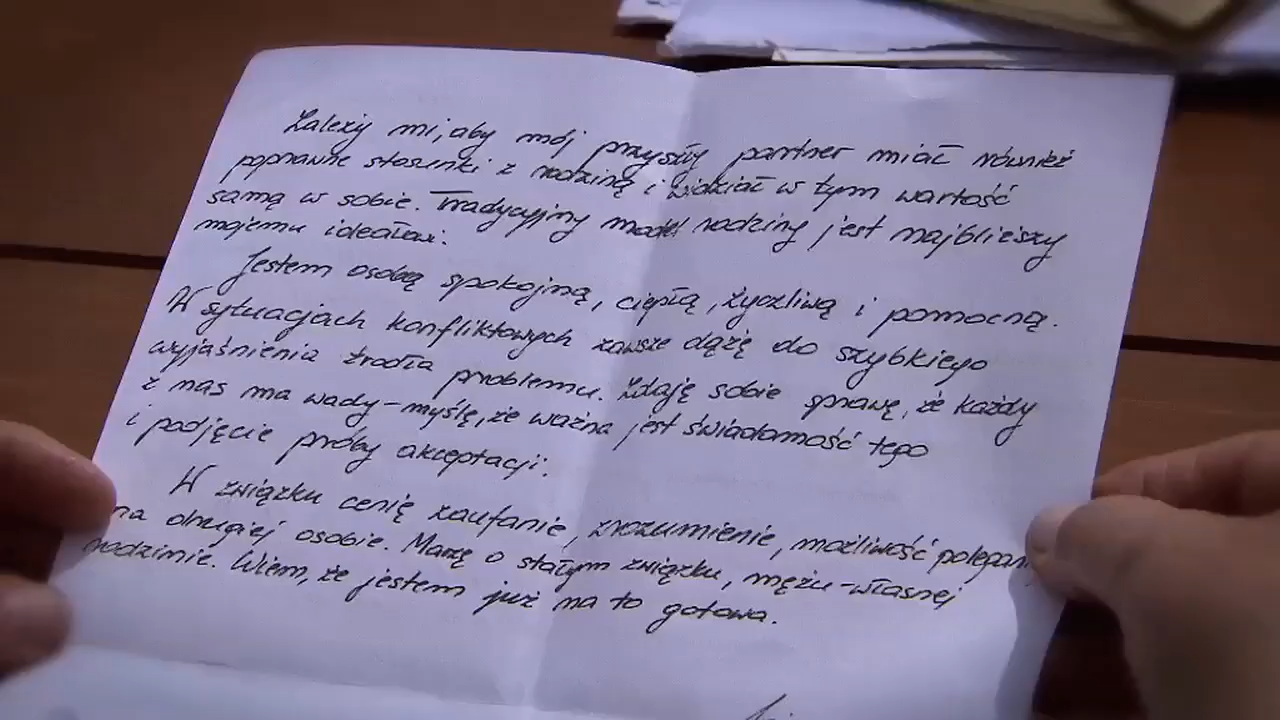 Zależy mi, aby mój przyszły partner miał również
poprawne stosunki z rodziną i widział w tym wartość
samą w sobie. Tradycyjny model rodziny jest najbliższy
mojemu ideałowi.
Jestem osobą spokojną, ciepłą, życzliwą i pomocną.
W sytuacjach konfliktowych zawsze dążę do szybkiego
wyjaśnienia źródła problemu. Zdaję sobie sprawę, że każdy
z nas ma wady - myślę, że ważna jest świadomość tego
i podjęcie próby akceptacji.
W związku cenię zaufanie, zrozumienie, możliwość polegan
na drugiej osobie. Marzę o stałym związku, mężu - własnej
rodzinie. Wiem, że jestem już na to gotowa.